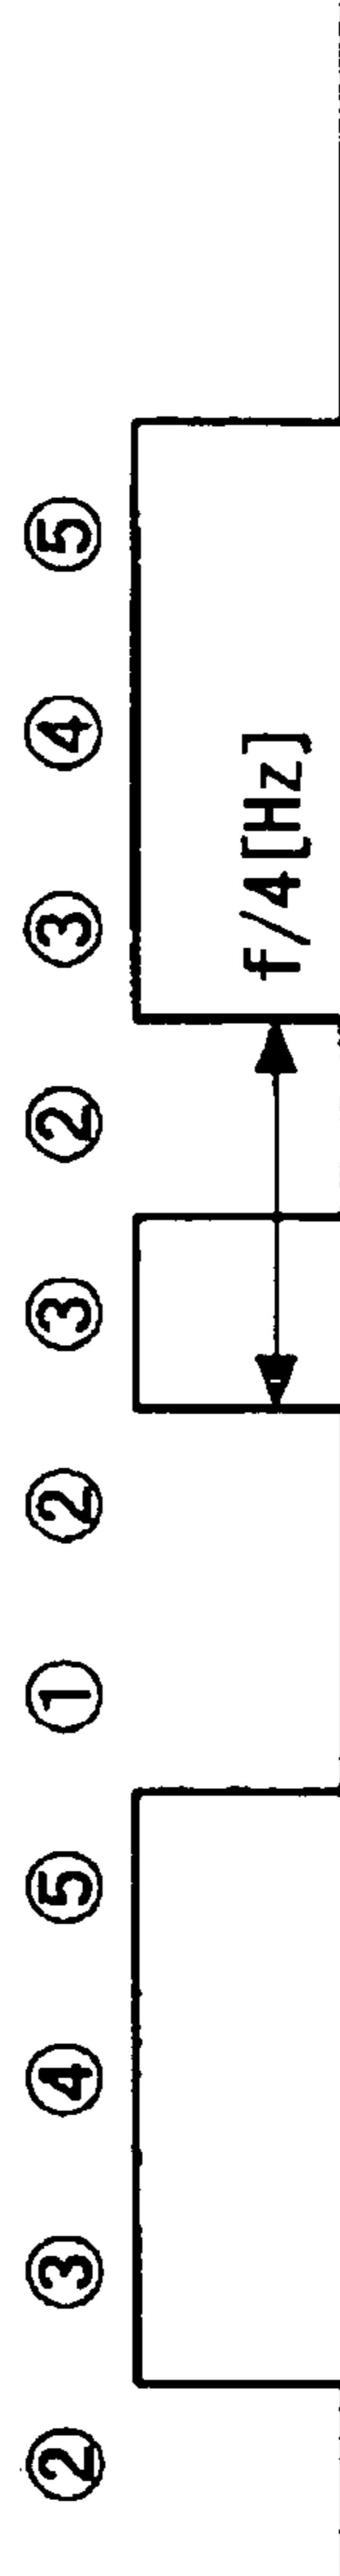 ② ③ ④ ⑤ ① ② ③ ② ③ ④ ⑤
f/4[Hz]